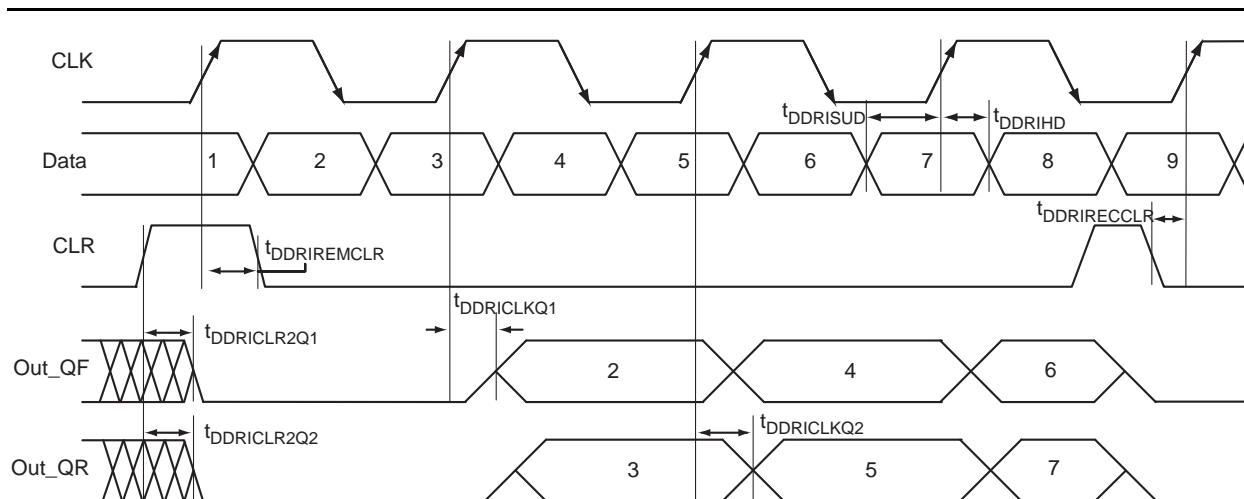 CLK
tDDRISUD tDDRIHD
Data 1 2 3 4 5 6 7 8 9
tDDRIRECCLR
CLR
tDDRIREMCLR
tDDRICLKQ1
tDDRICLR2Q1
Out_QF 2 4 6
tDDRICLR2Q2 tDDRICLKQ2
Out_QR 3 5 7